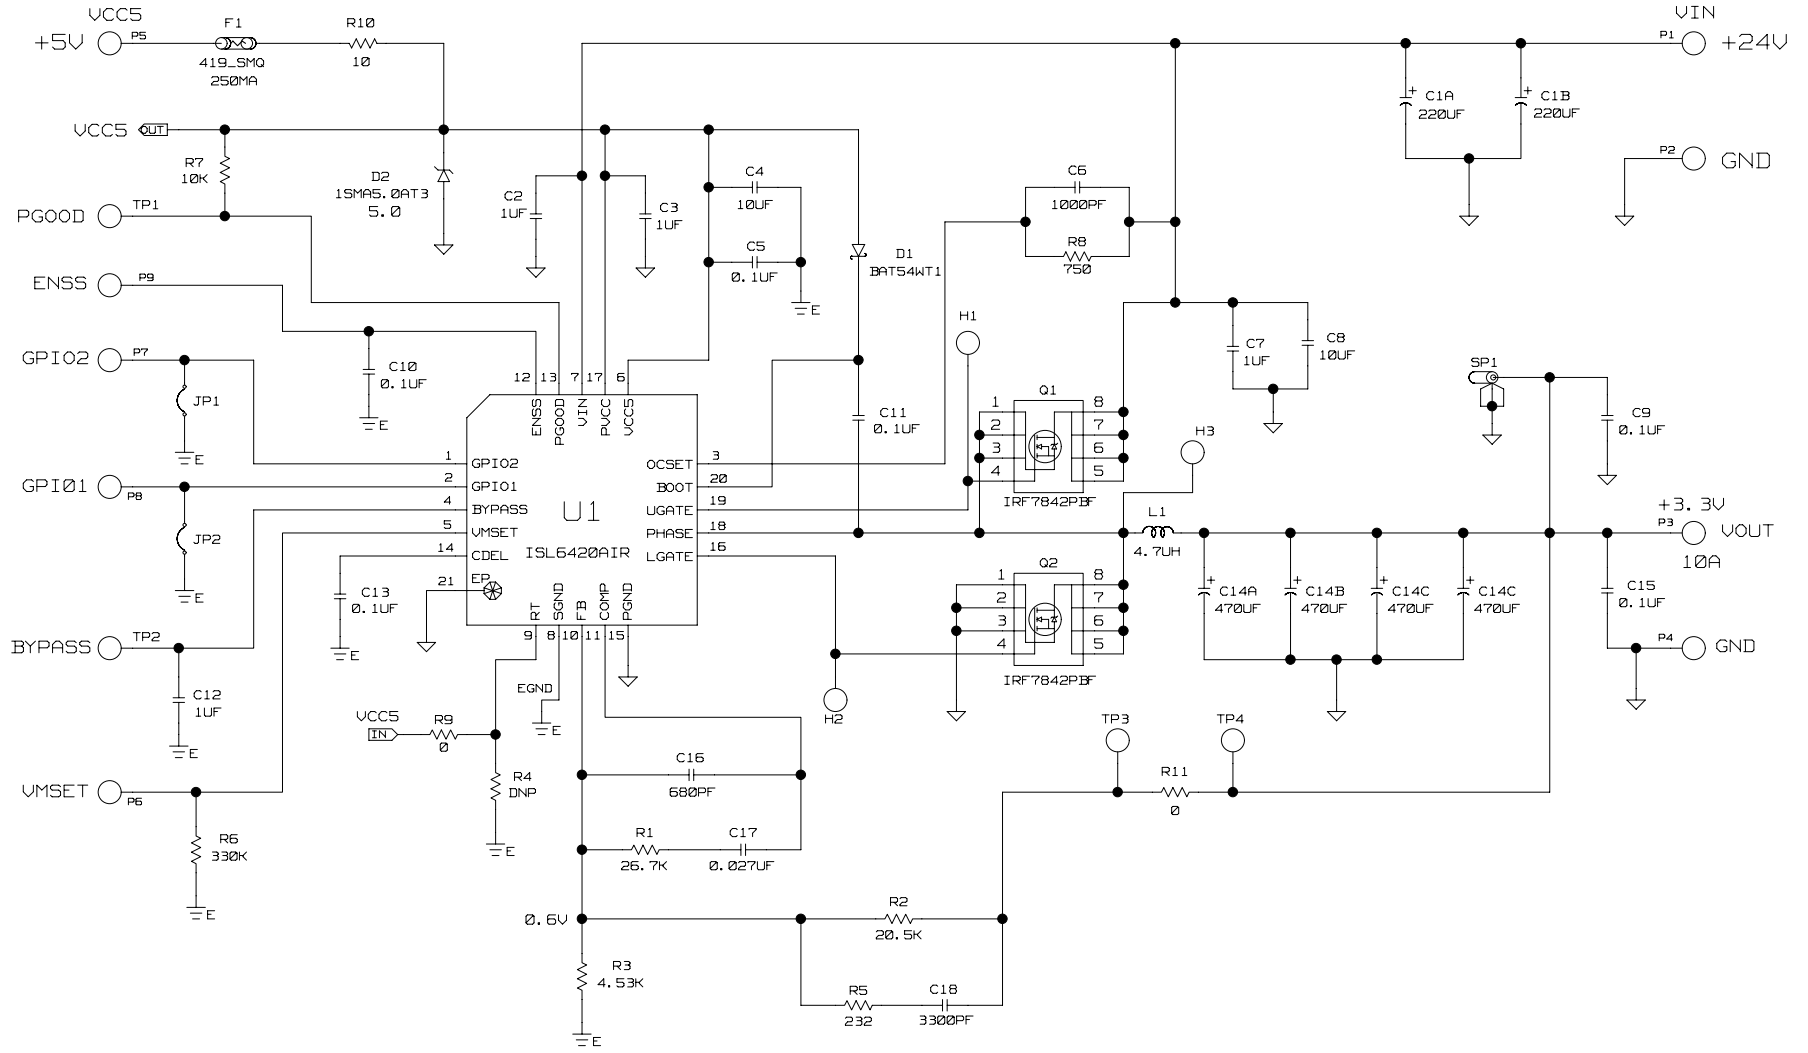 VCC5
+5V
P5
F1
419_SMQ
250MA
R10
10
VIN
P1
+24V
C1A
220UF
C1B
220UF
VCC5
OUT
R7
10K
D2
1SMA5.0AT3
5.0
C2
1UF
C3
1UF
C4
10UF
C5
0.1UF
E
D1
BAT54WT1
C6
1000PF
R8
750
P2
GND
PGOOD
TP1
ENSS
P9
GPIO2
P7
JP1
E
C10
0.1UF
E
H1
C7
1UF
C8
10UF
SP1
C9
0.1UF
12
13
7
17
6
ENSS
PGOOD
VIN
PVCC
VCC5
C11
0.1UF
Q1
1
2
3
4
8
7
6
5
IRF7842PBF
H3
GPIO1
P8
JP2
E
1
GPIO2
2
GPIO1
4
BYPASS
5
VMSET
14
CDEL
21
EP
U1
ISL6420AIR
OCSET
3
BOOT
20
UGATE
19
PHASE
18
LGATE
16
L1
4.7UH
+3.3V
P3
VOUT
10A
Q2
1
2
3
4
8
7
6
5
IRF7842PBF
C14A
470UF
C14B
470UF
C14C
470UF
C14C
470UF
C15
0.1UF
P4
GND
C13
0.1UF
E
RT
SGND
FB
COMP
PGND
9
8
10
11
15
BYPASS
TP2
C12
1UF
E
EGND
E
H2
VCC5
IN
R9
0
R4
DNP
E
TP3
TP4
R11
0
VMSET
P6
R6
330K
E
C16
680PF
R1
26.7K
C17
0.027UF
0.6V
R2
20.5K
R3
4.53K
E
R5
232
C18
3300PF